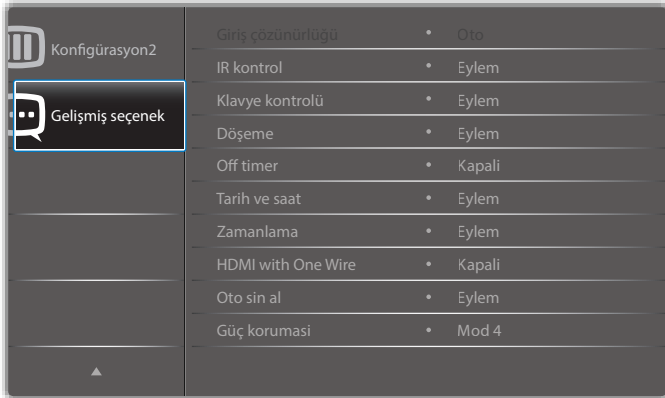 Konfigürasyon2
Gelişmiş seçenek
Giriş çözünürlüğü • Oto
IR kontrol • Eylem
Klavye kontrolü • Eylem
Döşeme • Eylem
Off timer • Kapali
Tarih ve saat • Eylem
Zamanlama • Eylem
HDMI with One Wire • Kapali
Oto sin al • Eylem
Güç korumasi • Mod 4